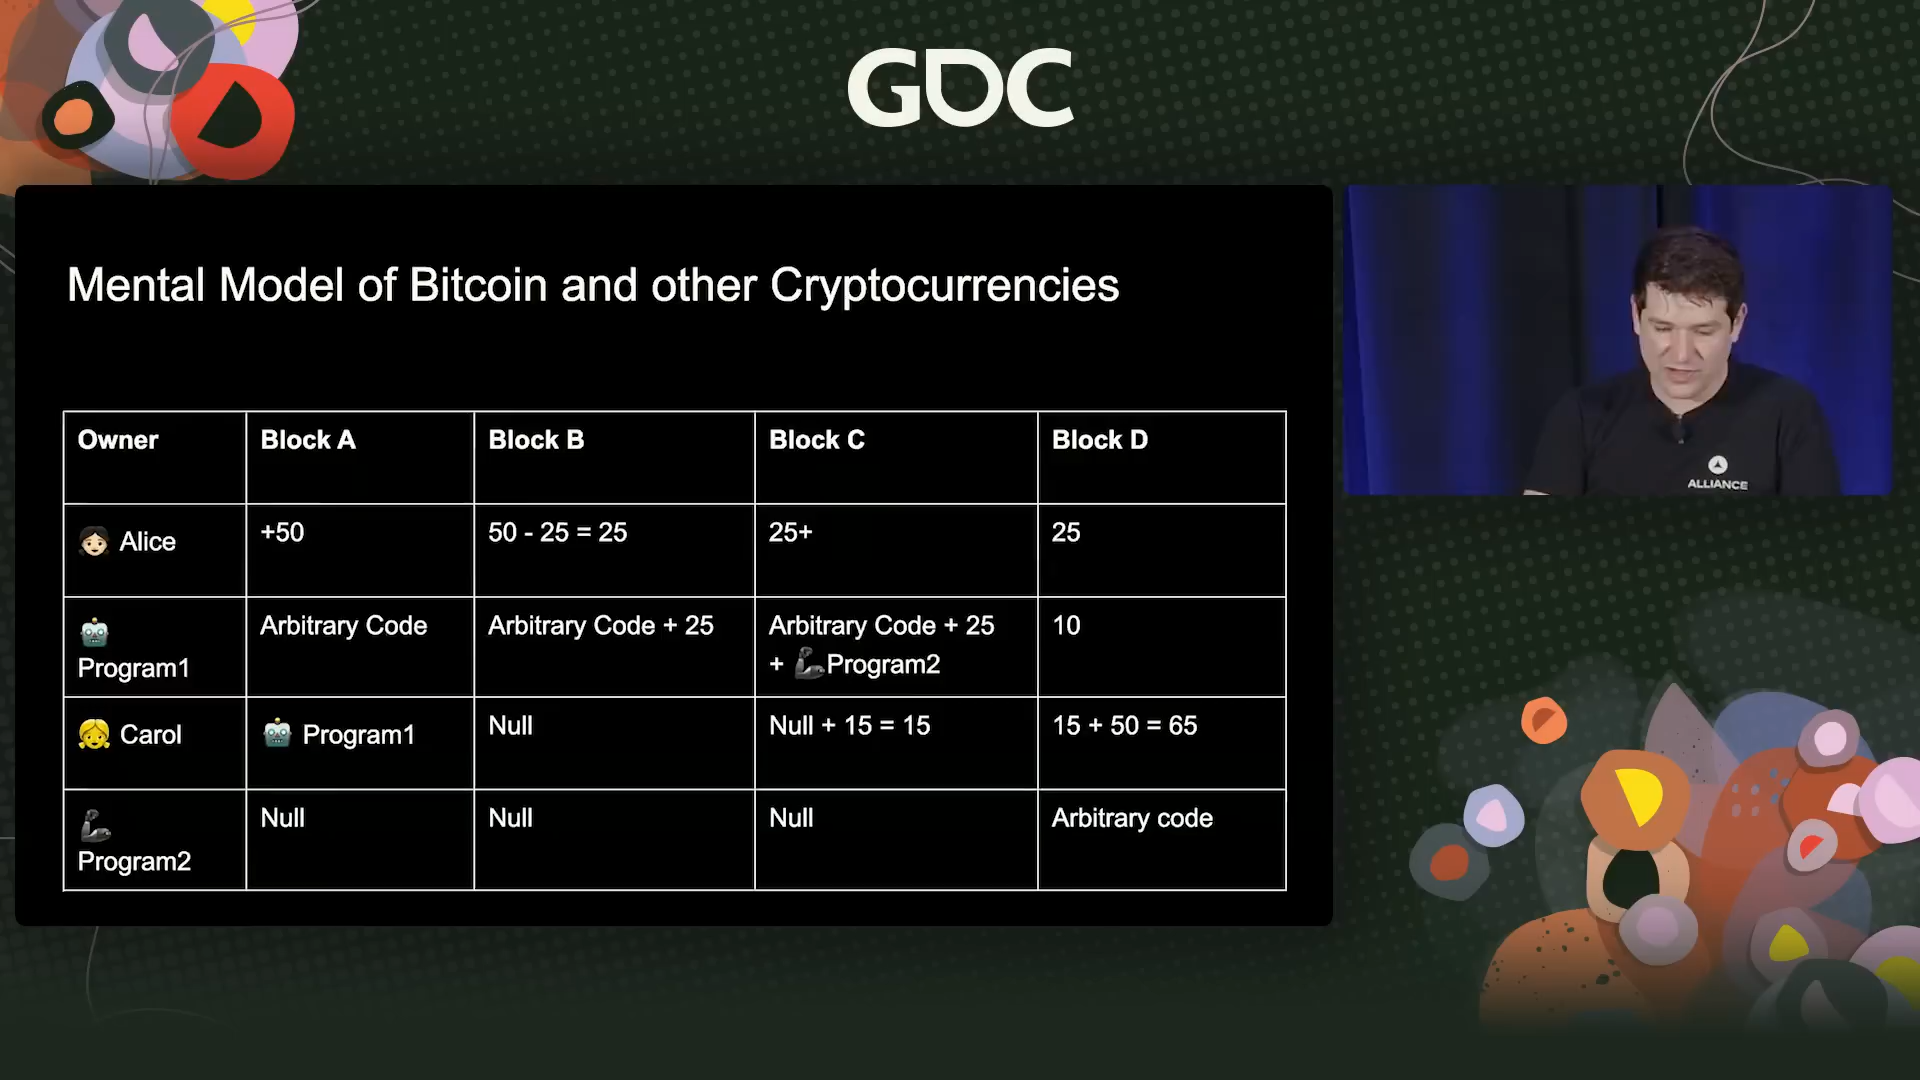 GDC
Mental Model of Bitcoin and other Cryptocurrencies
Owner Block A Block B Block C Block D
Alice +50 50 - 25 = 25 25+ 25
Program1 Arbitrary Code Arbitrary Code + 25 Arbitrary Code + 25 + Program2 10
Carol Program1 Null Null + 15 = 15 15 + 50 = 65
Program2 Null Null Null Arbitrary code
ALLIANCE